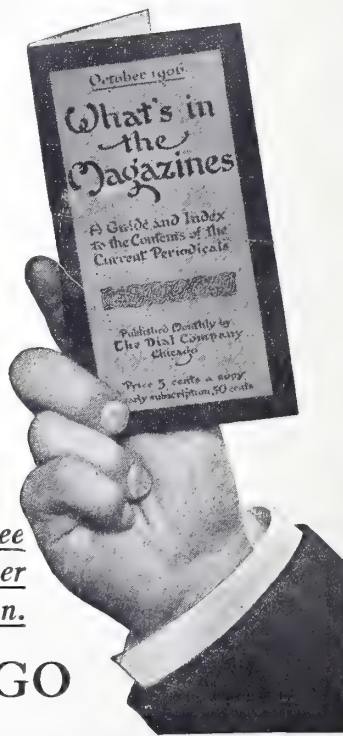 October 1906
What's in
the
Magazines
A Guide and Index
to the Contents of the
Current Periodicals
Published Monthly by
The Dial Company
Chicago
Price 5 cents a copy
early subscription, 50 cents
ee
er
n.
GO